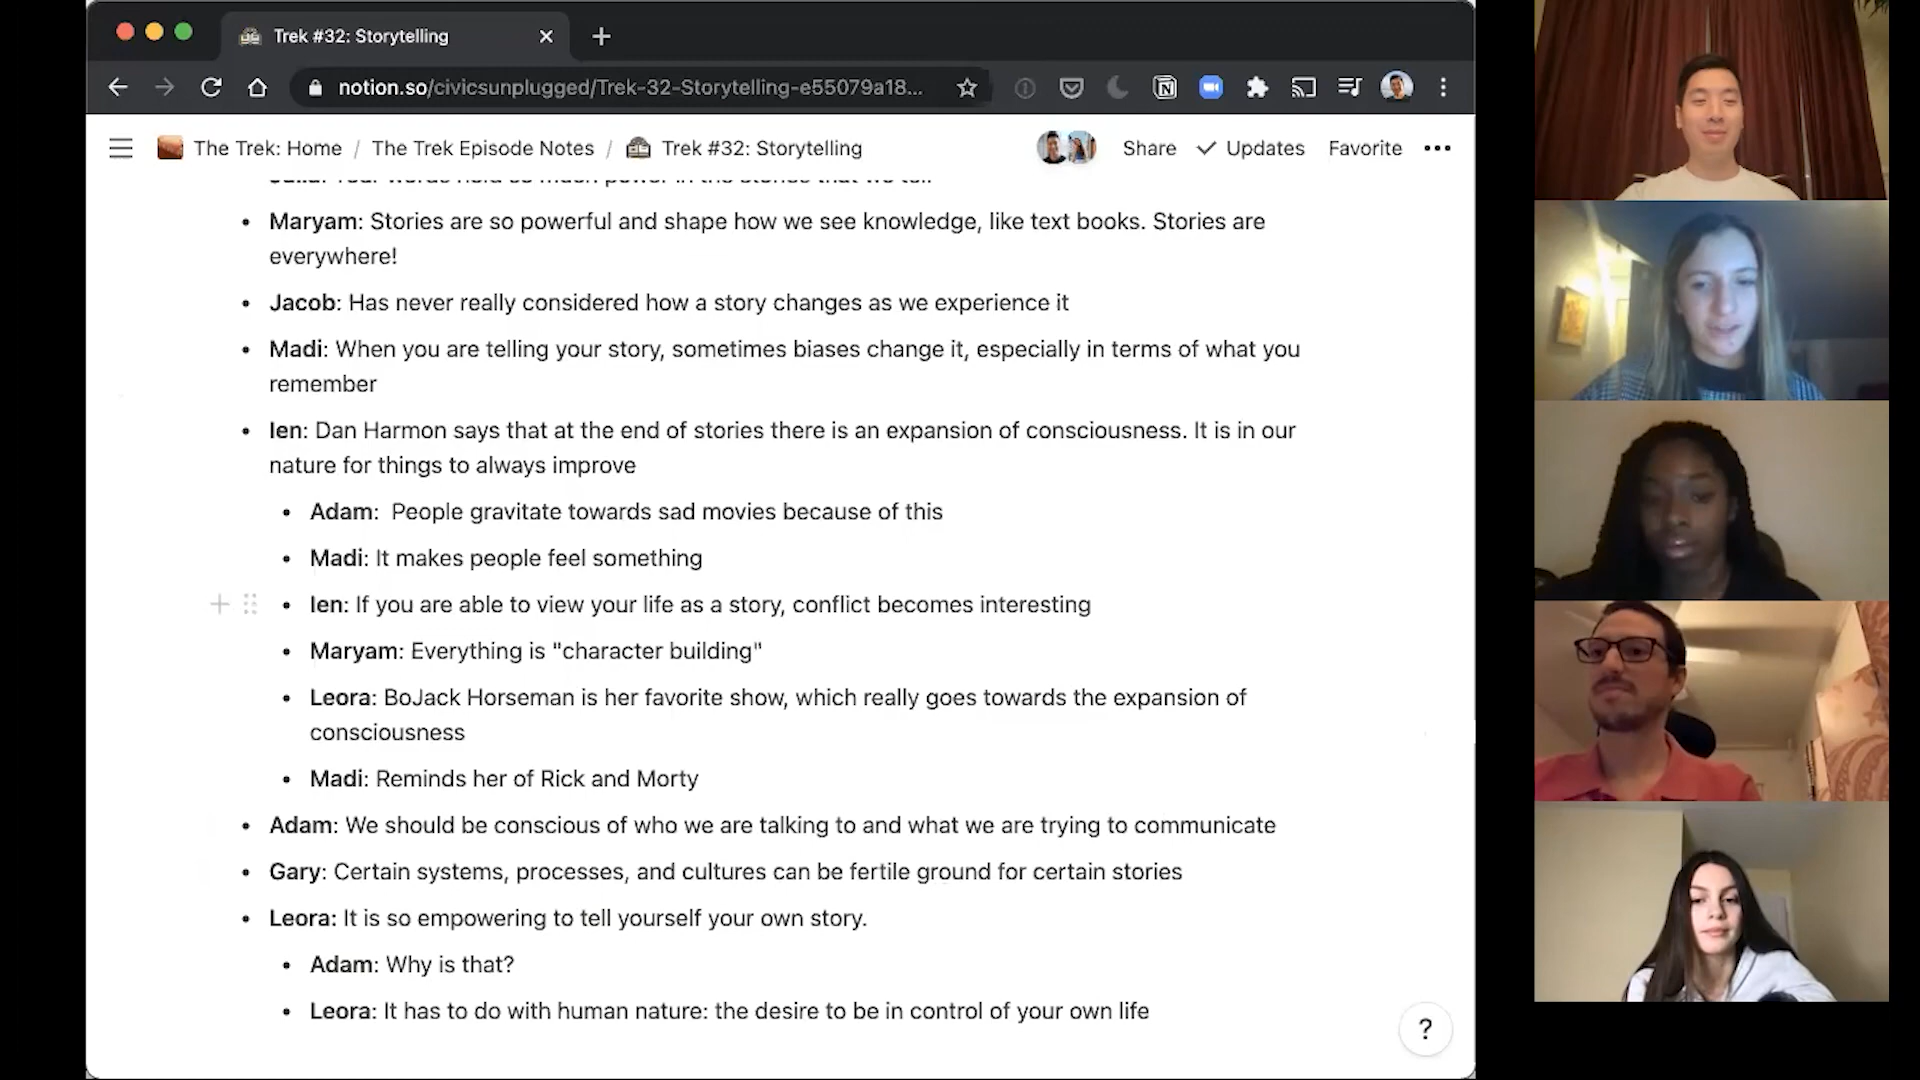 Trek #32: Storytelling
notion.so/civicsunplugged/Trek-32-Storytelling-e55079a18...
The Trek: Home / The Trek Episode Notes / Trek #32: Storytelling Share Updates Favorite
• Maryam: Stories are so powerful and shape how we see knowledge, like text books. Stories are
everywhere!
• Jacob: Has never really considered how a story changes as we experience it
• Madi: When you are telling your story, sometimes biases change it, especially in terms of what you
remember
• Ien: Dan Harmon says that at the end of stories there is an expansion of consciousness. It is in our
nature for things to always improve
• Adam:  People gravitate towards sad movies because of this
• Madi: It makes people feel something
• Ien: If you are able to view your life as a story, conflict becomes interesting
• Maryam: Everything is "character building"
• Leora: BoJack Horseman is her favorite show, which really goes towards the expansion of
consciousness
• Madi: Reminds her of Rick and Morty
• Adam: We should be conscious of who we are talking to and what we are trying to communicate
• Gary: Certain systems, processes, and cultures can be fertile ground for certain stories
• Leora: It is so empowering to tell yourself your own story.
• Adam: Why is that?
• Leora: It has to do with human nature: the desire to be in control of your own life
?